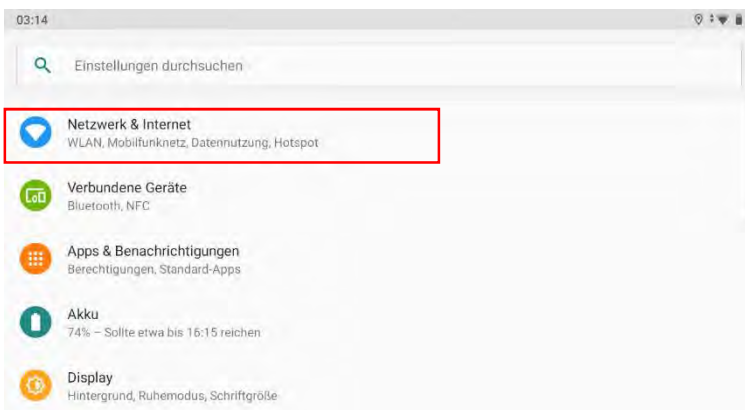 03:14
Einstellungen durchsuchen
Netzwerk & Internet
WLAN, Mobilfunknetz, Datennutzung, Hotspot
Verbundene Geräte
Bluetooth, NFC
Apps & Benachrichtigungen
Berechtigungen, Standard-Apps
Akku
74% – Sollte etwa bis 16:15 reichen
Display
Hintergrund, Ruhemodus, Schriftgröße